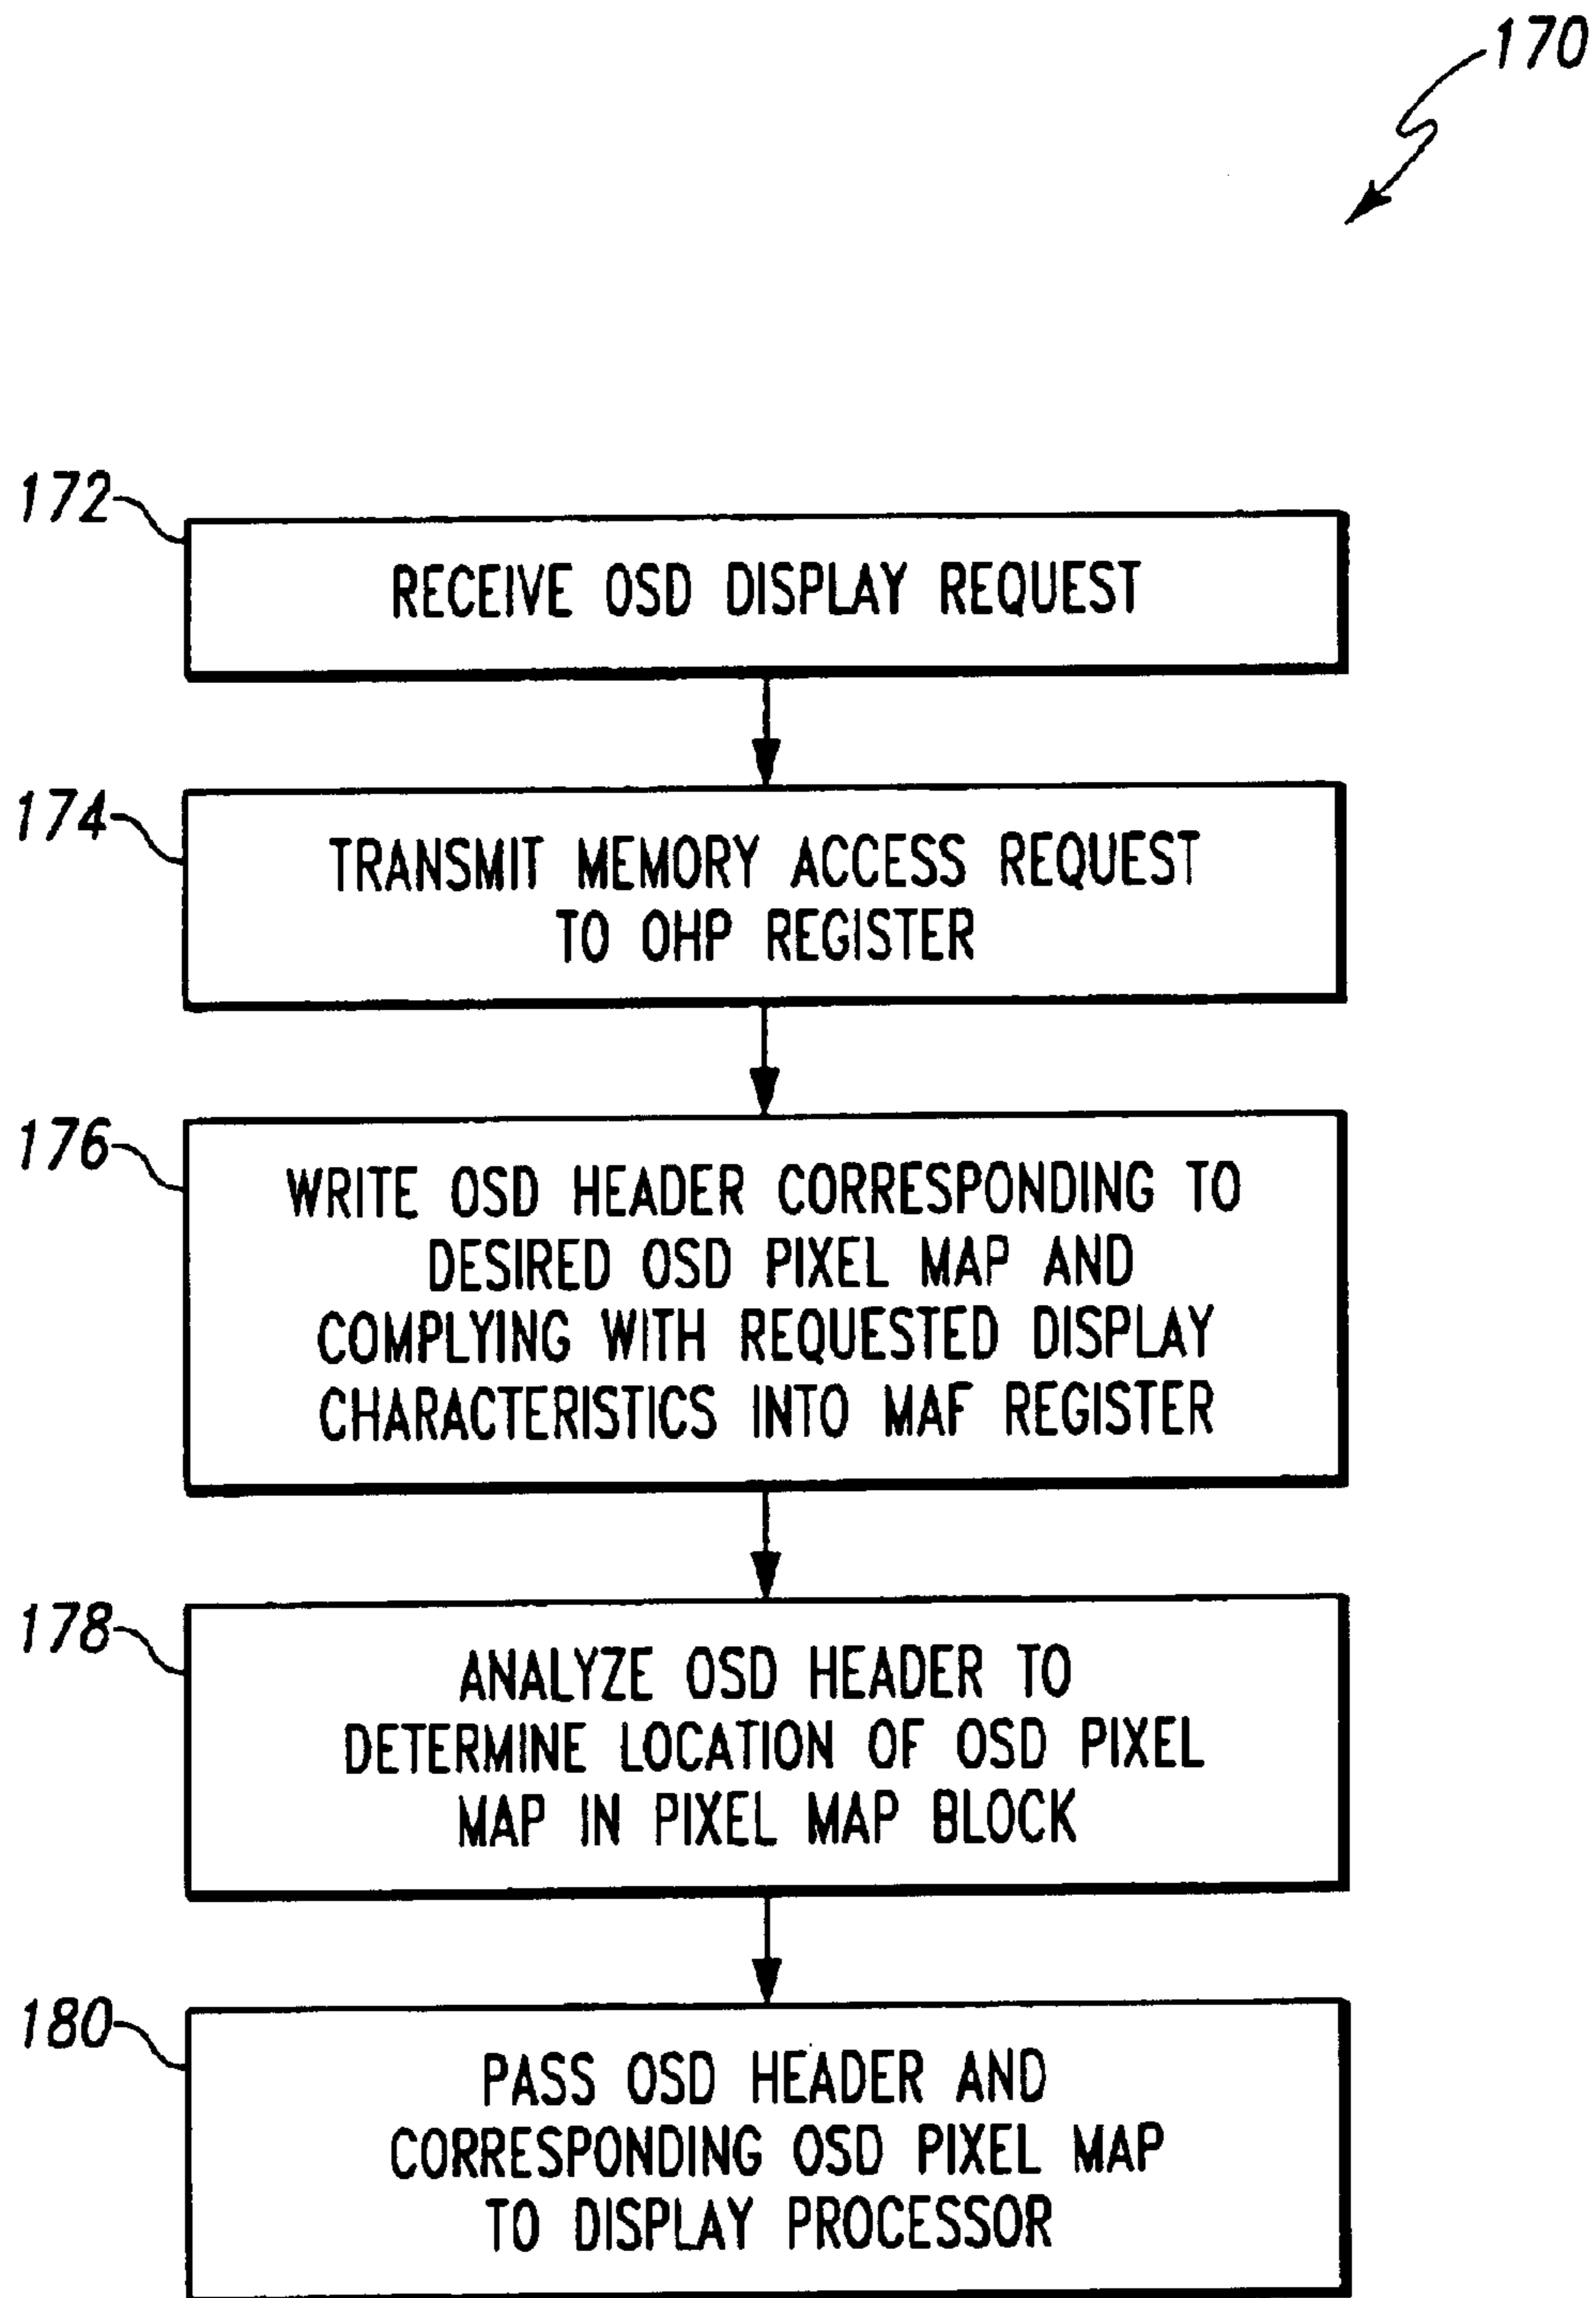 170
172
RECEIVE OSD DISPLAY REQUEST
174
TRANSMIT MEMORY ACCESS REQUEST
TO OHP REGISTER
176
WRITE OSD HEADER CORRESPONDING TO
DESIRED OSD PIXEL MAP AND
COMPLYING WITH REQUESTED DISPLAY
CHARACTERISTICS INTO MAF REGISTER
178
ANALYZE OSD HEADER TO
DETERMINE LOCATION OF OSD PIXEL
MAP IN PIXEL MAP BLOCK
180
PASS OSD HEADER AND
CORRESPONDING OSD PIXEL MAP
TO DISPLAY PROCESSOR